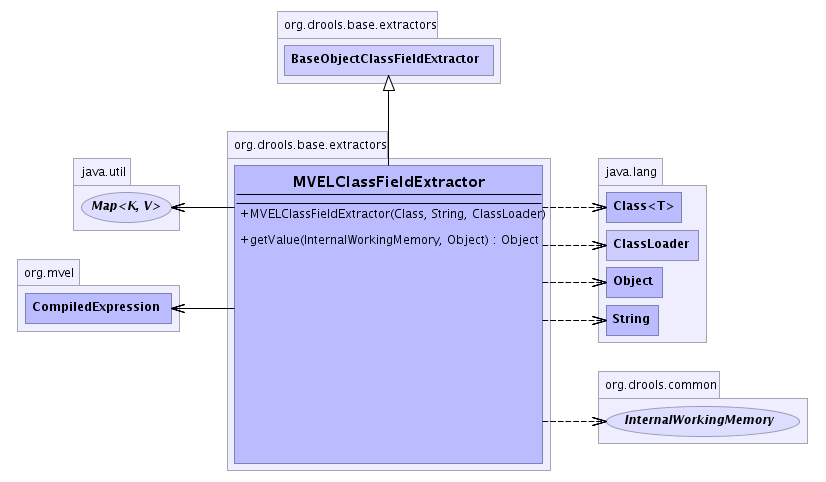 org.drools.base.extractors
BaseObjectClassFieldExtractor
org.drools.base.extractors
MVELClassFieldExtractor
+MVELClassFieldExtractor(Class, String, ClassLoader)
+getValue(InternalWorkingMemory, Object) : Object
java.util
Map<K, V>
org.mvel
CompiledExpression
java.lang
Class<T>
ClassLoader
Object
String
org.drools.common
InternalWorkingMemory